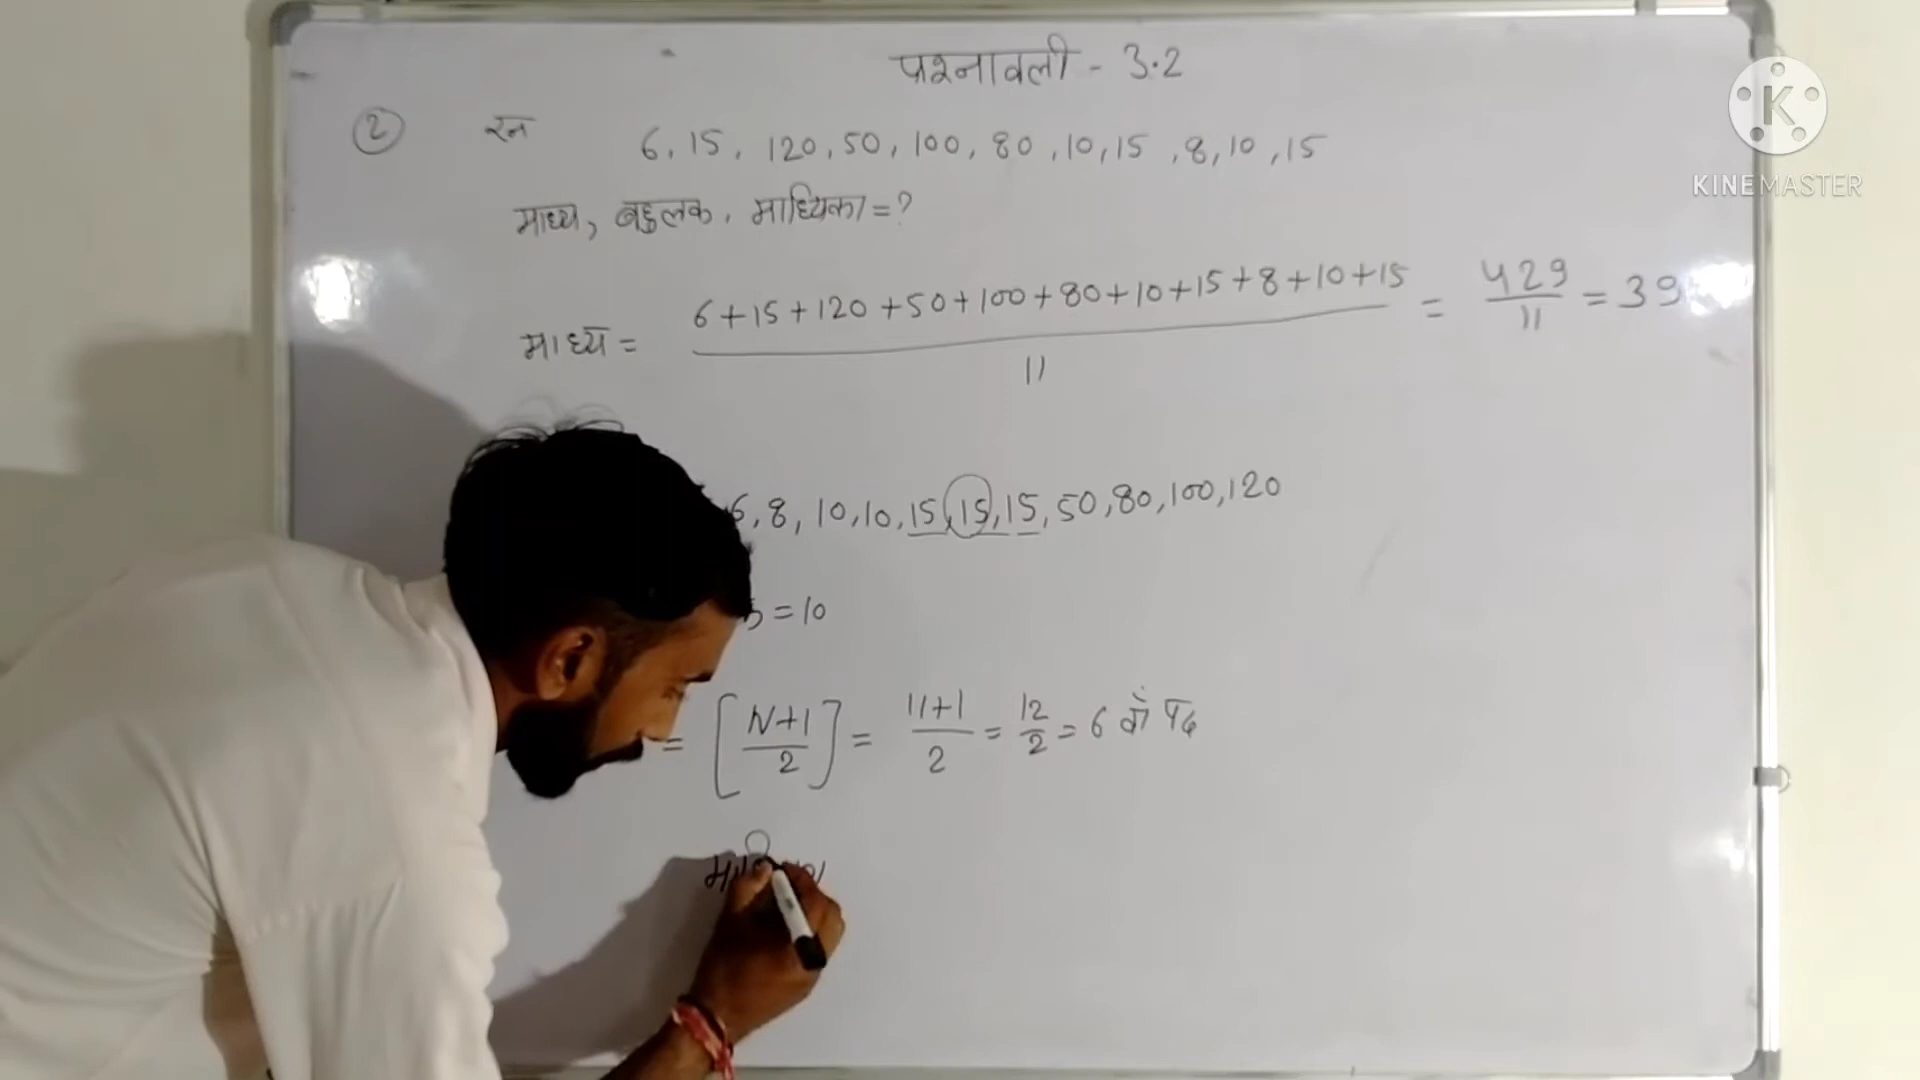 प्रश्नावली - 3.2
② रन 6, 15, 120, 50, 100, 80, 10, 15, 8, 10, 15
माध्य, बहुलक, माध्यिका = ?
माध्य = 6+15+120+50+100+80+10+15+8+10+15 / 11 = 429/11 = 39
6, 8, 10, 10, 15, 15, 15, 50, 80, 100, 120
= 10
= [N+1/2] = 11+1/2 = 12/2 = 6 वाँ पद
KINEMASTER